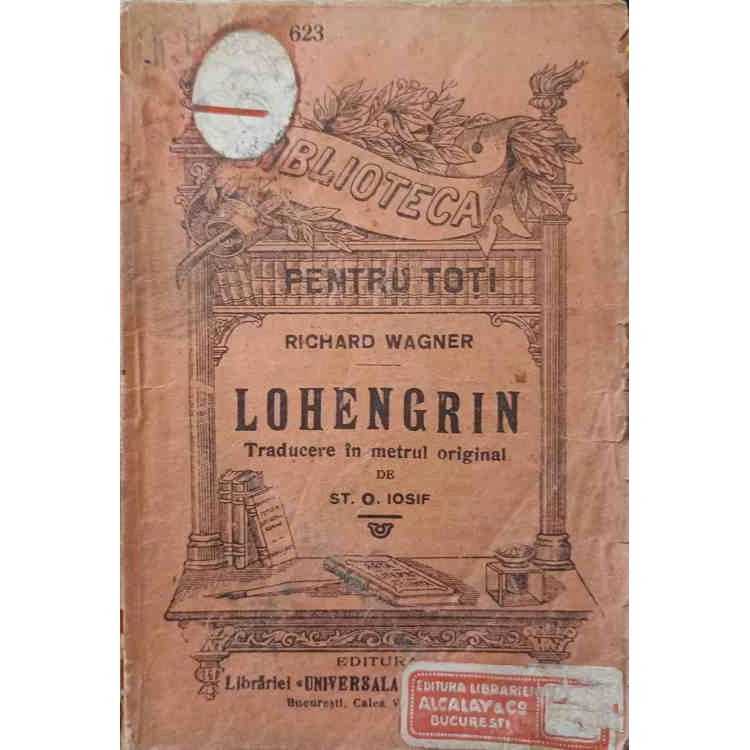 623
BIBLIOTECA
PENTRU TOȚI
RICHARD WAGNER
LOHENGRIN
Traducere în metrul original
DE
ST. O. IOSIF
EDITURA
Librăriei «UNIVERSALA
București, Calea V
EDITURA LIBRĂRIEI
ALCALAY & Co
BUCUREȘTI